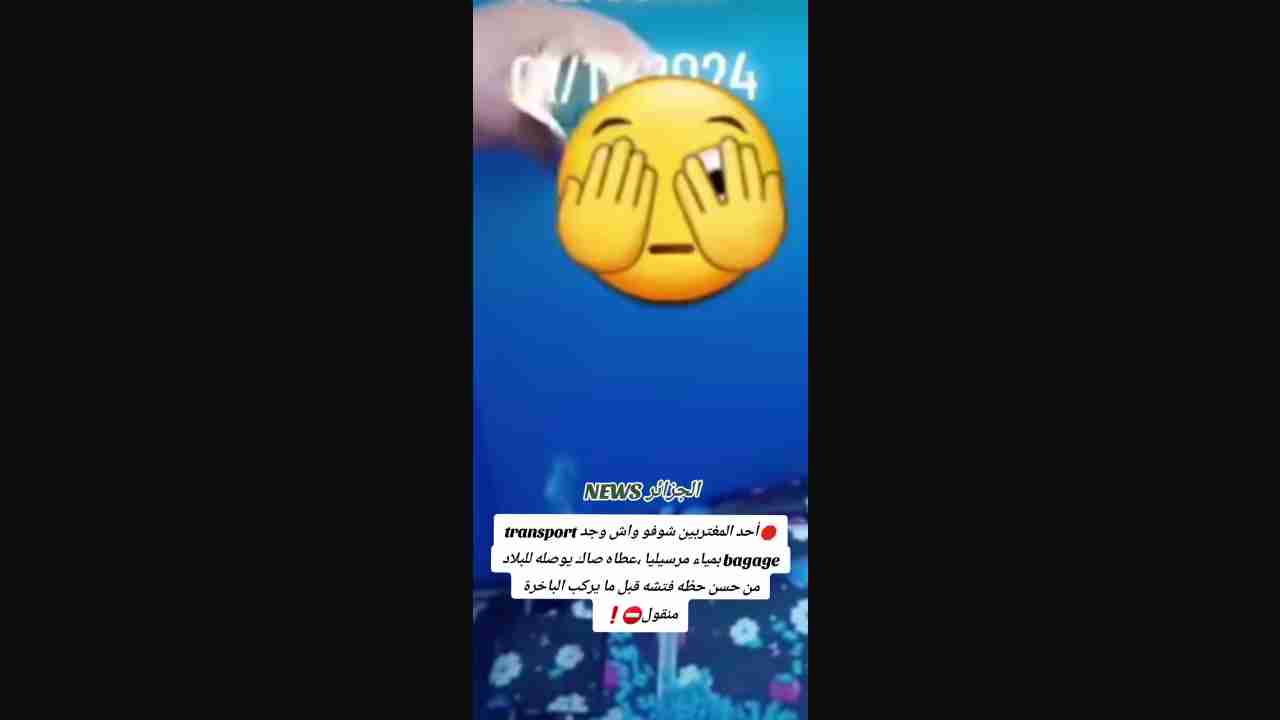 2024
الجزائر NEWS
🔴أحد المغتربين شوفو واش وجد transport
bagage بمياء مرسيليا ،عطاه صاك يوصله للبلاد
من حسن حظه فتشه قبل ما يركب الباخرة
منقول⛔❗